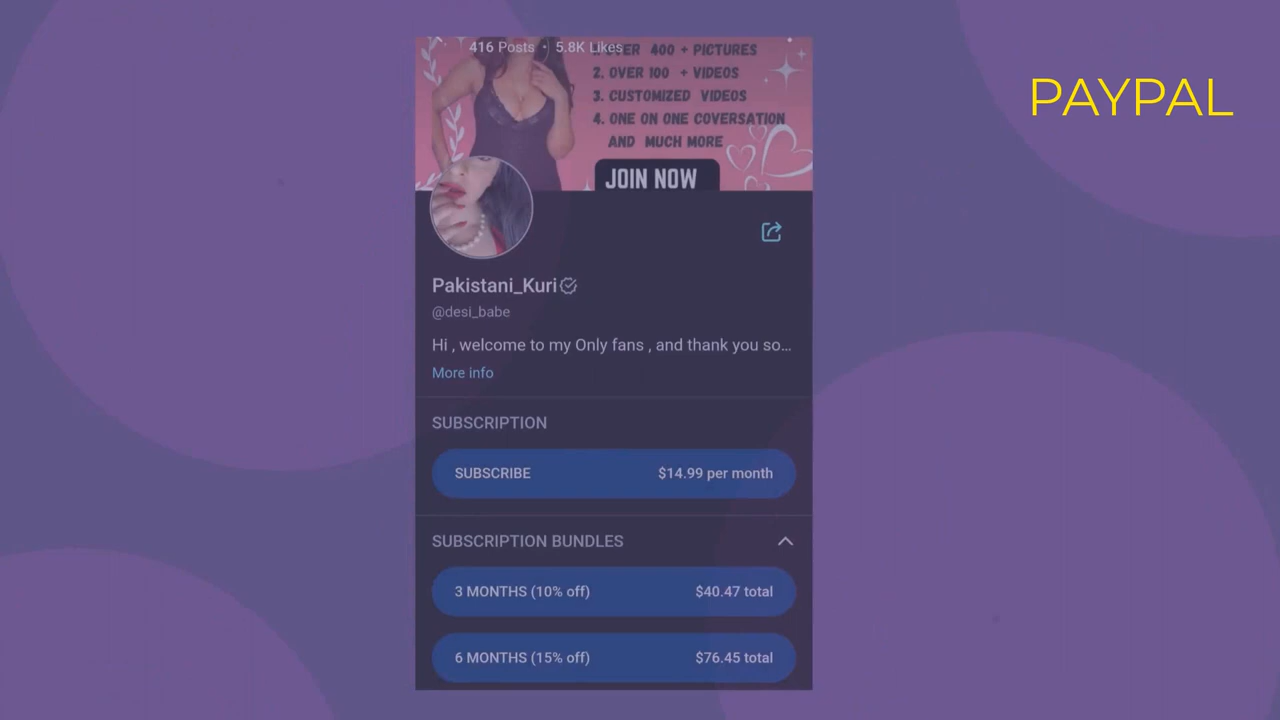 PAYPAL
416 Posts · 5.8K Likes
1. OVER 400 + PICTURES
2. OVER 100 + VIDEOS
3. CUSTOMIZED VIDEOS
4. ONE ON ONE COVERSATION
AND MUCH MORE
JOIN NOW
Pakistani_Kuri
@desi_babe
Hi , welcome to my Only fans , and thank you so...
More info
SUBSCRIPTION
SUBSCRIBE $14.99 per month
SUBSCRIPTION BUNDLES
3 MONTHS (10% off) $40.47 total
6 MONTHS (15% off) $76.45 total